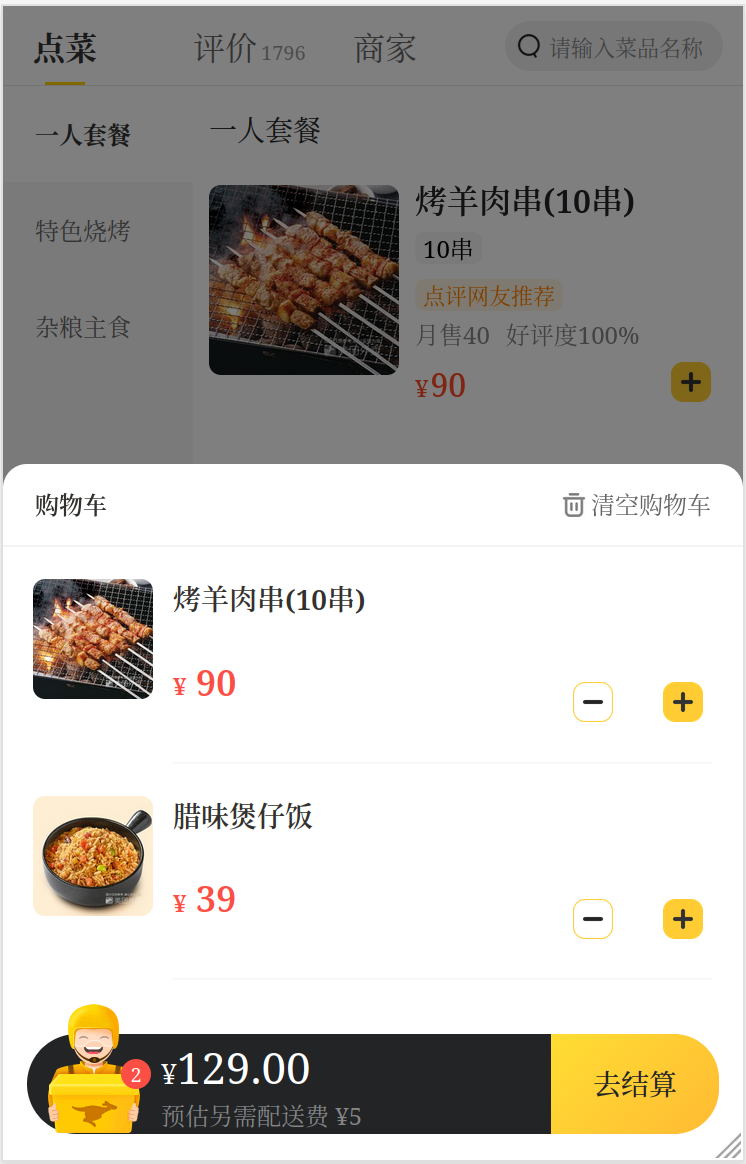 点菜 评价 1796 商家 请输入菜品名称
一人套餐 一人套餐
烤羊肉串(10串)
10串
特色烧烤
点评网友推荐
杂粮主食 月售40 好评度100%
¥90
购物车 清空购物车
烤羊肉串(10串)
¥ 90
腊味煲仔饭
¥ 39
2 ¥129.00
去结算
预估另需配送费 ¥5